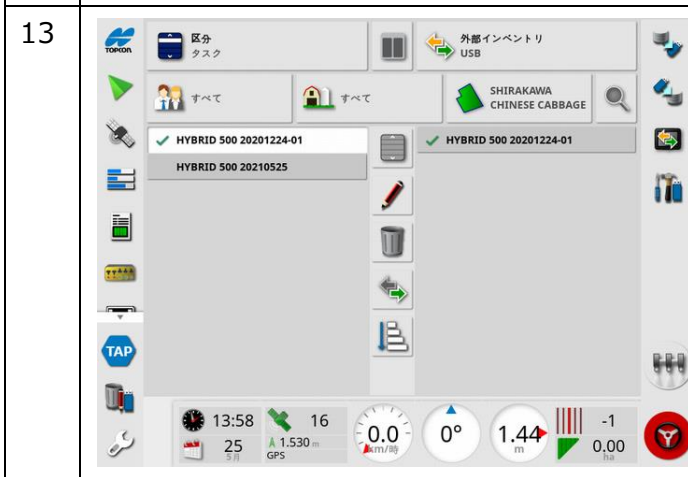 13
TOPCON
区分
タスク
外部インベントリ
USB
すべて
すべて
SHIRAKAWA
CHINESE CABBAGE
HYBRID 500 20201224-01
HYBRID 500 20210525
HYBRID 500 20201224-01
TAP
13:58
25
5月
16
1.530 m
GPS
0.0
km/時
0°
1.44
m
-1
0.00
ha